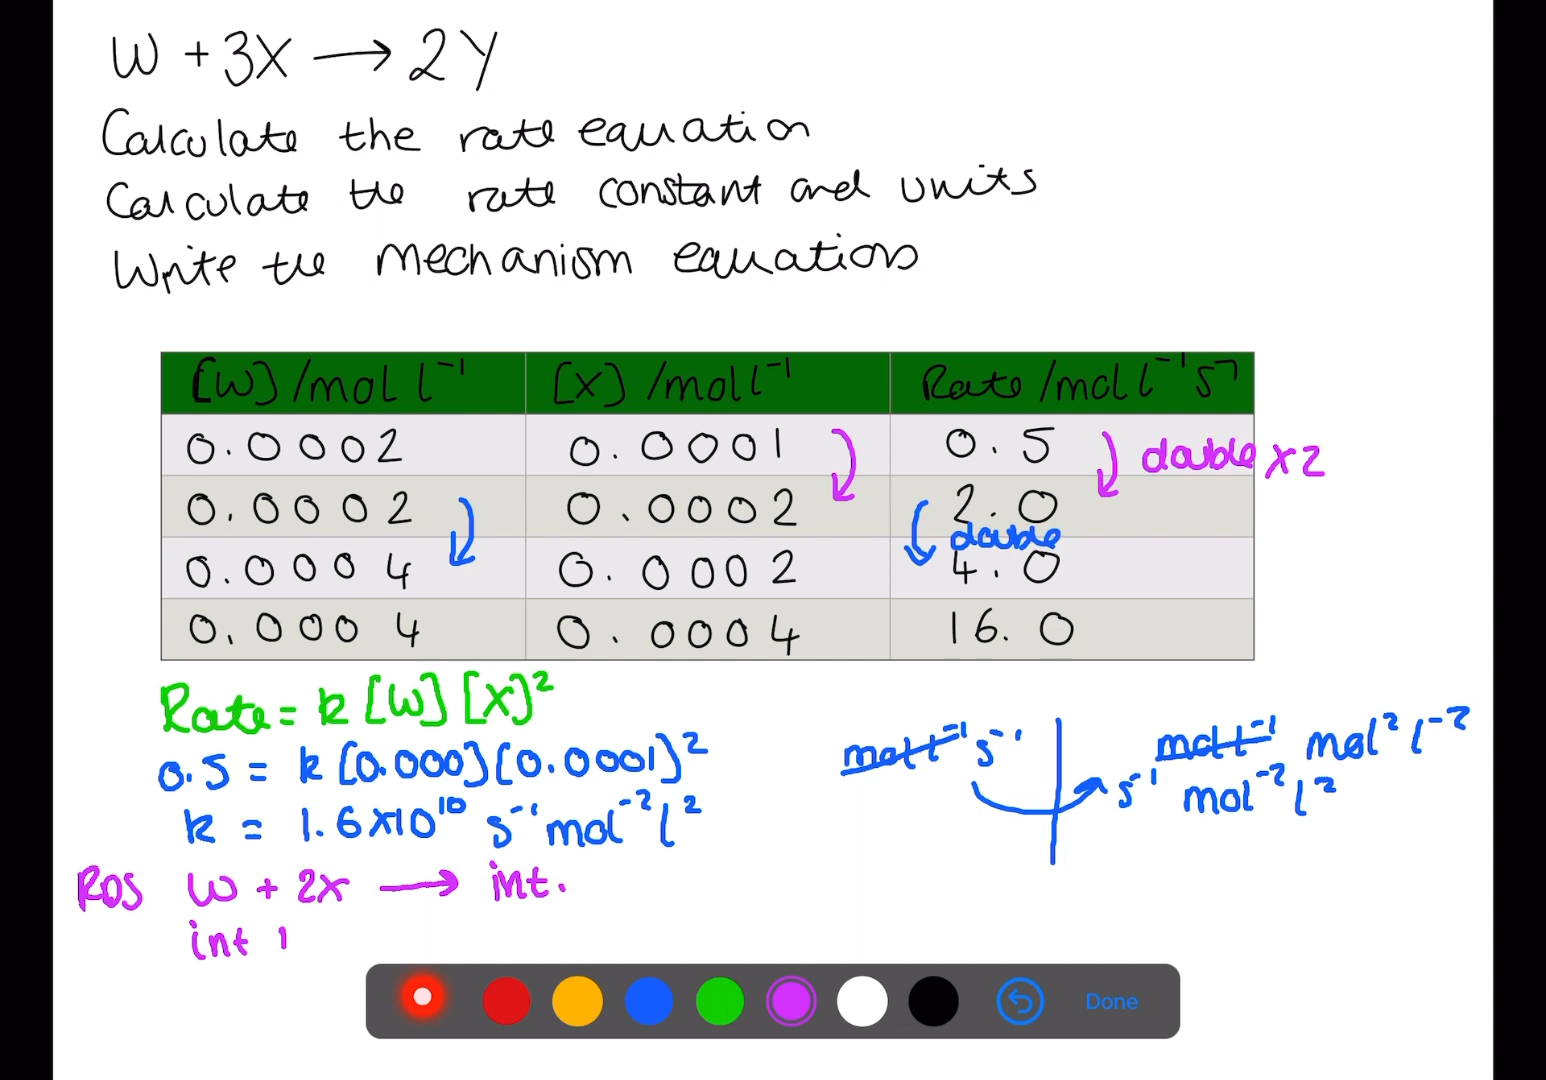 W + 3X → 2Y
Calculate the rate equation
Calculate the rate constant and units
Write the mechanism equations
[W] /mol l⁻¹ [X] /mol l⁻¹ Rate /mol l⁻¹ s⁻¹
0.0002 0.0001 0.5 double x2
0.0002 0.0002 2.0
double
0.0004 0.0002 4.0
0.0004 0.0004 16.0
Rate = k [W] [X]²
0.5 = k [0.000] [0.0001]²
k = 1.6x10¹⁰ s⁻¹ mol⁻² l²
mol l⁻¹ s⁻¹ mol l⁻¹ mol² l⁻²
s⁻¹ mol⁻² l²
RDS W + 2X → int.
int
Done